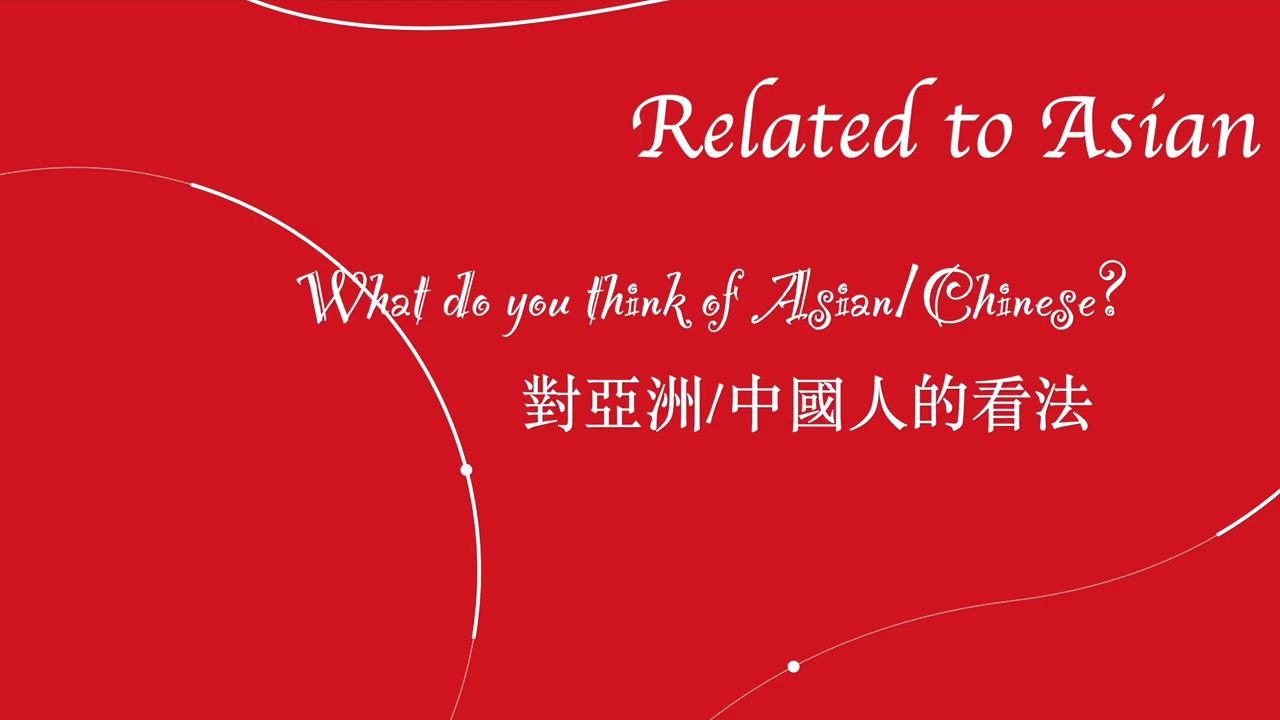 Related to Asian
What do you think of Asian/Chinese?
對亞洲/中國人的看法